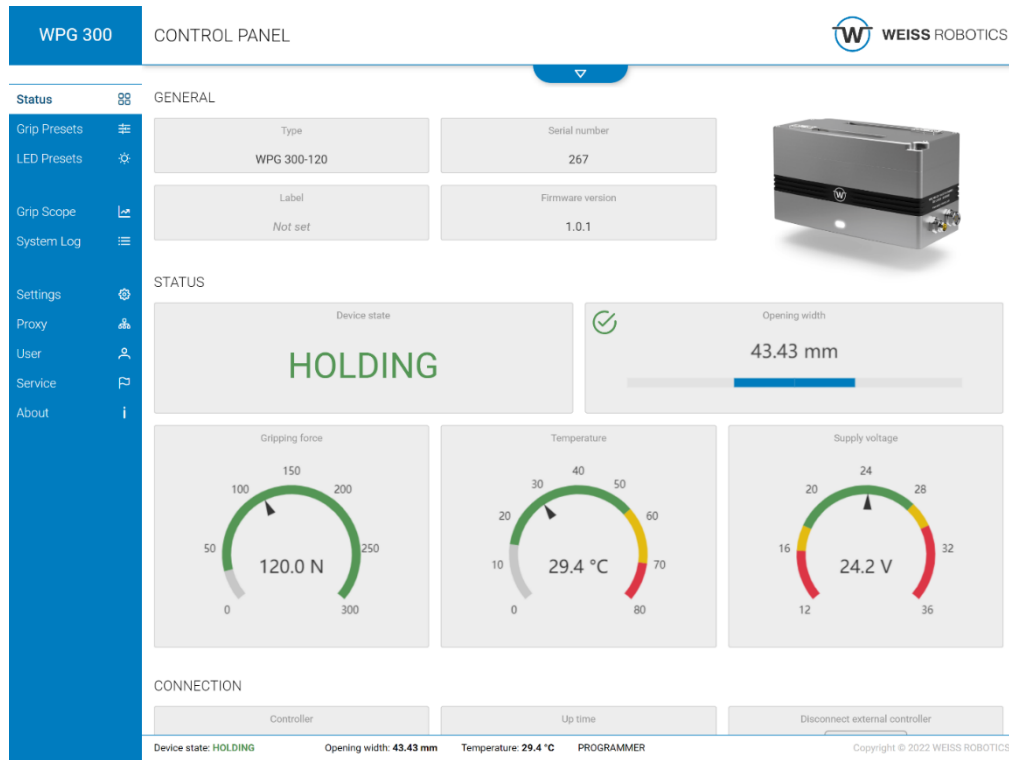 WPG 300
CONTROL PANEL
WEISS ROBOTICS
Status
Grip Presets
LED Presets
Grip Scope
System Log
Settings
Proxy
User
Service
About
GENERAL
Type
WPG 300-120
Serial number
267
Label
Not set
Firmware version
1.0.1
STATUS
Device state
HOLDING
Opening width
43.43 mm
Gripping force
0
50
100
150
200
250
300
120.0 N
Temperature
0
10
20
30
40
50
60
70
80
29.4 °C
Supply voltage
12
16
20
24
28
32
36
24.2 V
CONNECTION
Controller
Up time
Disconnect external controller
Device state: HOLDING Opening width: 43.43 mm Temperature: 29.4 °C PROGRAMMER Copyright © 2022 WEISS ROBOTICS